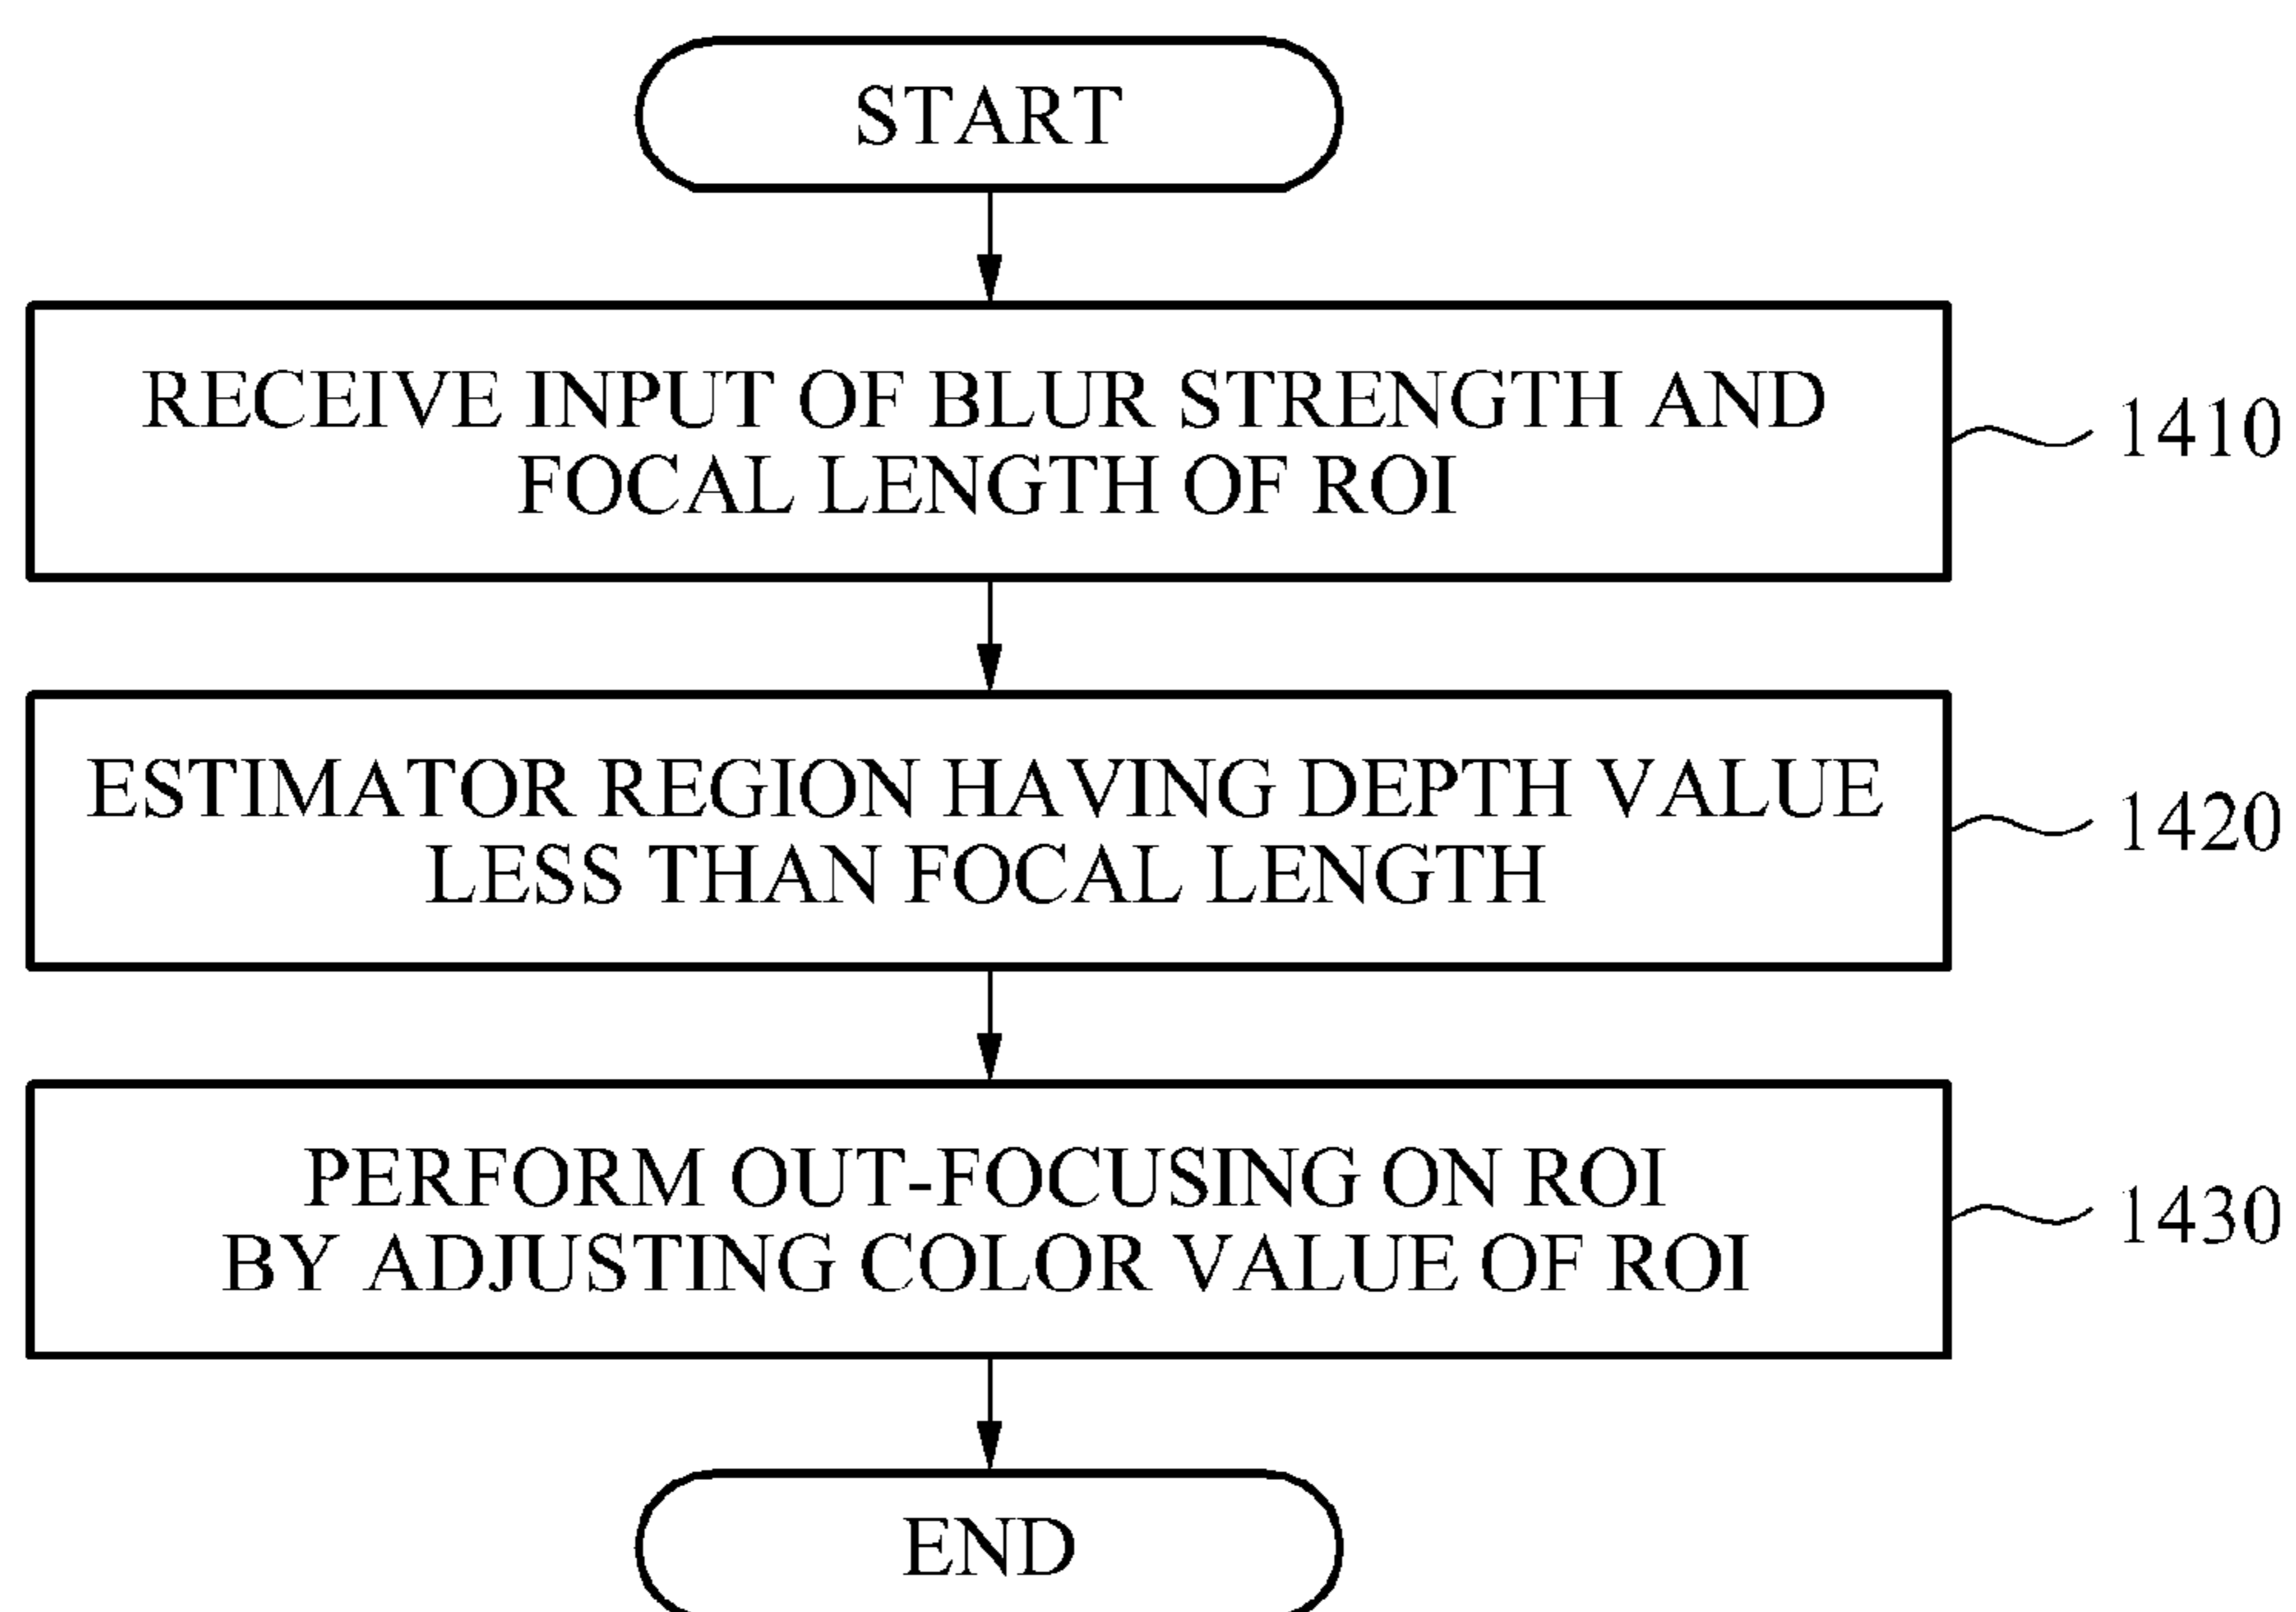 START
RECEIVE INPUT OF BLUR STRENGTH AND
FOCAL LENGTH OF ROI
1410
ESTIMATOR REGION HAVING DEPTH VALUE
LESS THAN FOCAL LENGTH
1420
PERFORM OUT-FOCUSING ON ROI
BY ADJUSTING COLOR VALUE OF ROI
1430
END